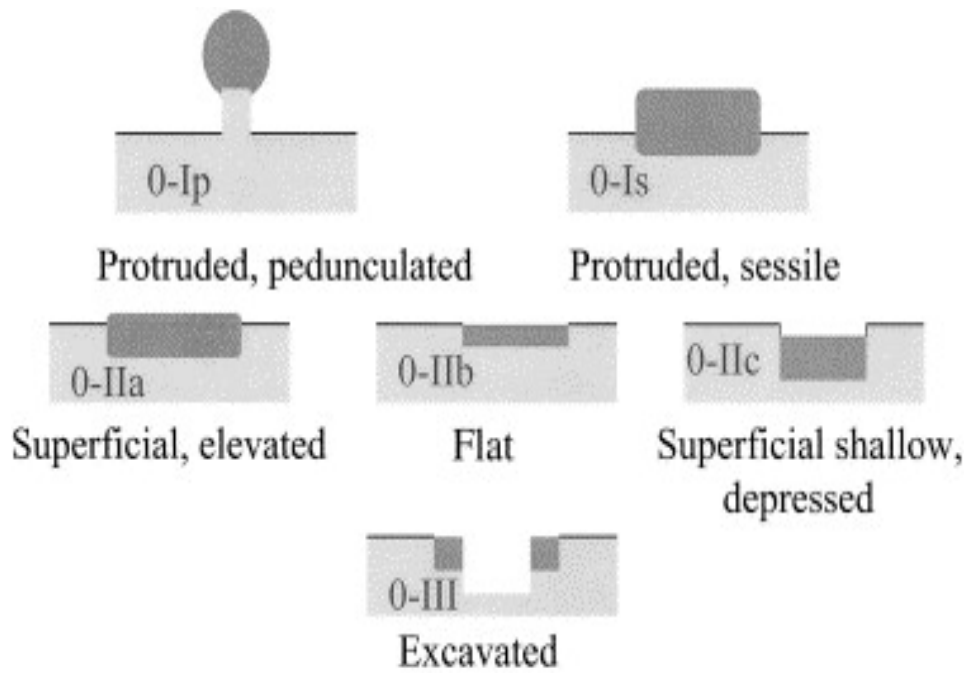 0-Ip
0-Is
Protruded, pedunculated
Protruded, sessile
0-IIa
0-IIb
0-IIc
Superficial, elevated
Flat
Superficial shallow,
depressed
0-III
Excavated